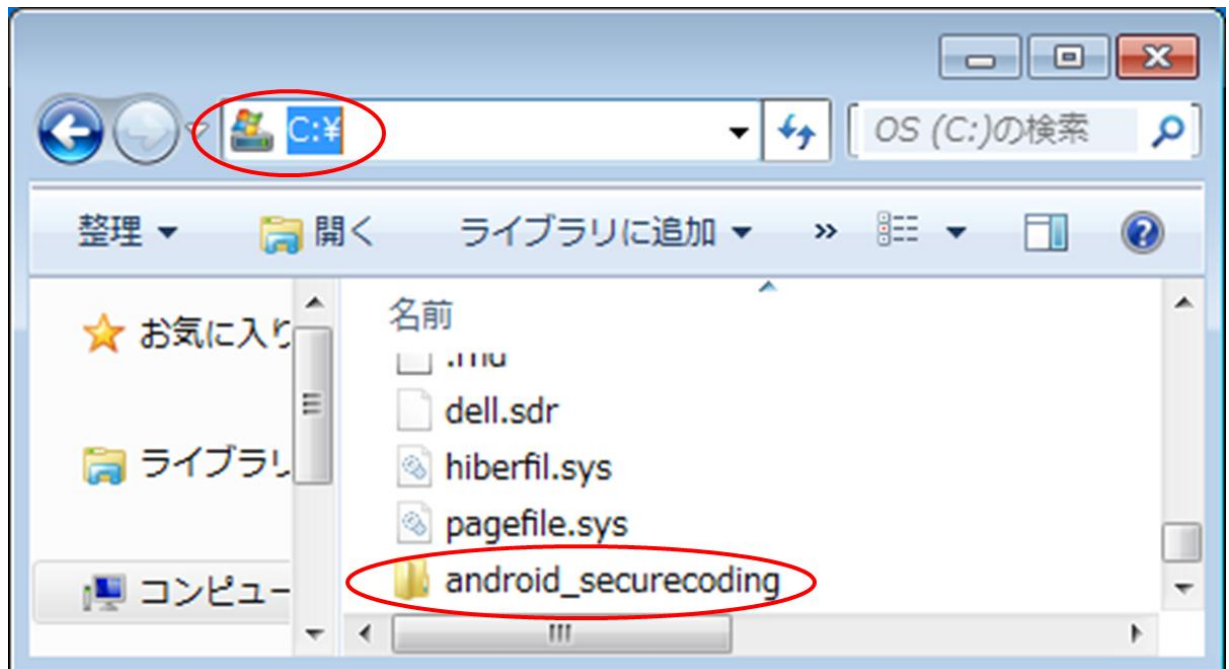 C:¥
OS (C:)の検索
整理 開く ライブラリに追加 »
お気に入り
ライブラリ
コンピュー
名前
dell.sdr
hiberfil.sys
pagefile.sys
android_securecoding